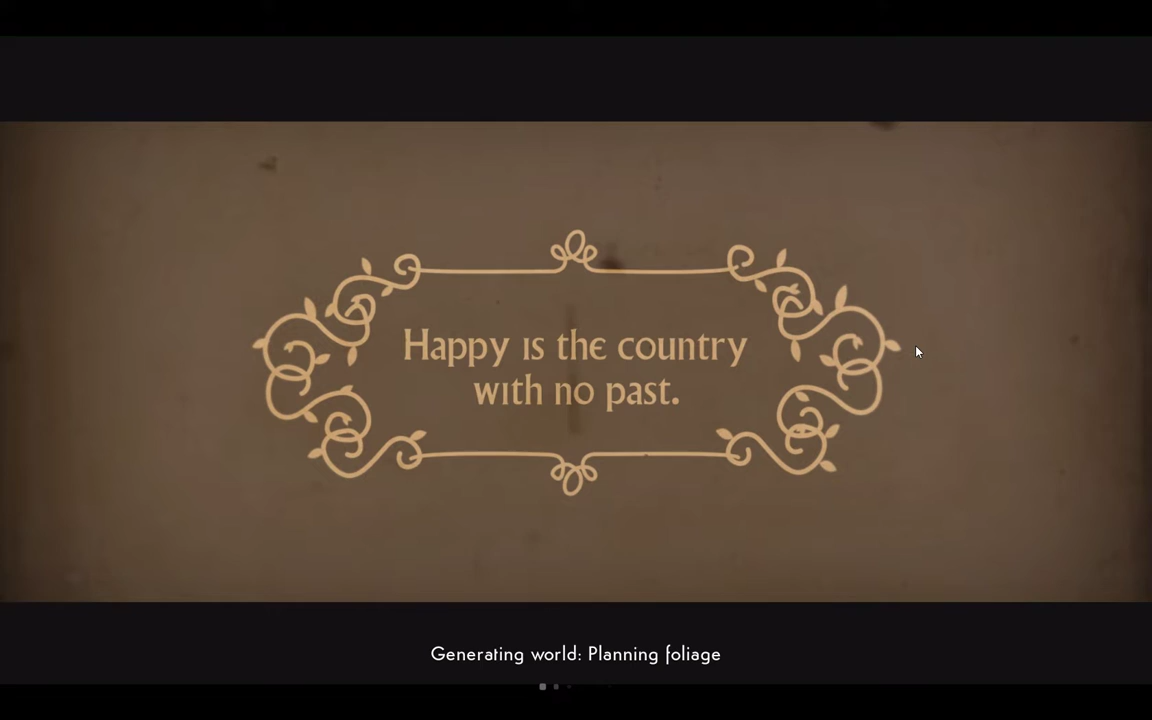 Happy is the country
with no past.
Generating world: Planning foliage